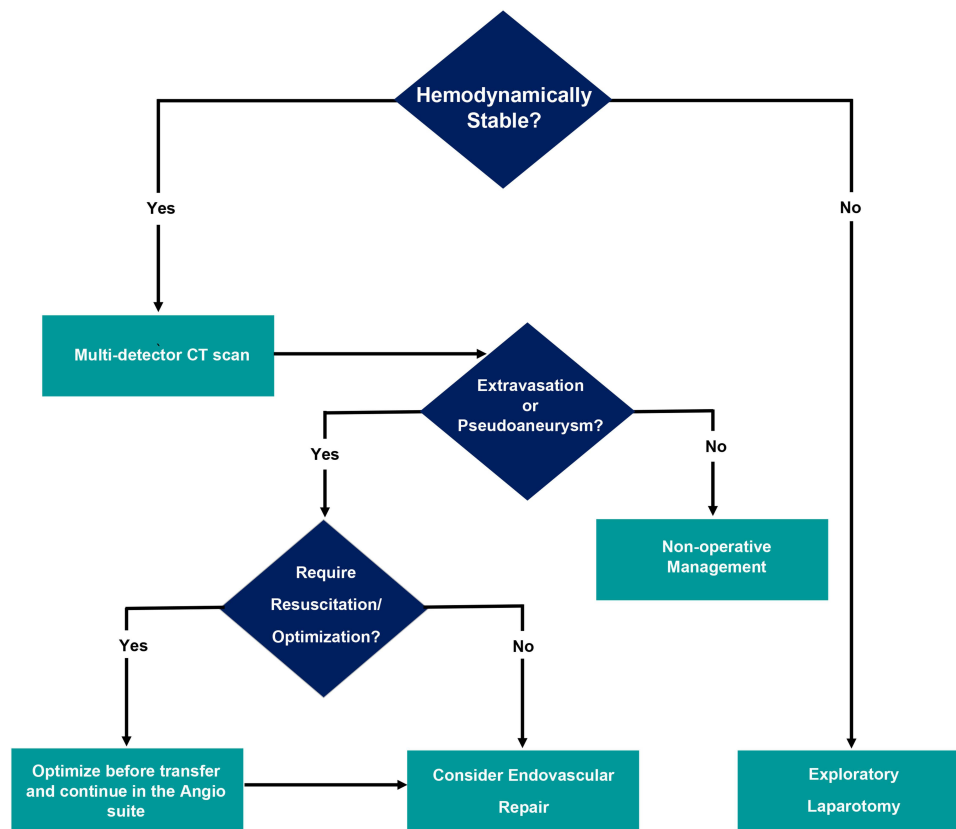 Hemodynamically
Stable?
Yes
No
Multi-detector CT scan
Extravasation
or
Pseudoaneurysm?
Yes
No
Non-operative
Management
Require
Resuscitation/
Optimization?
Yes
No
Optimize before transfer
and continue in the Angio
suite
Consider Endovascular
Repair
Exploratory
Laparotomy